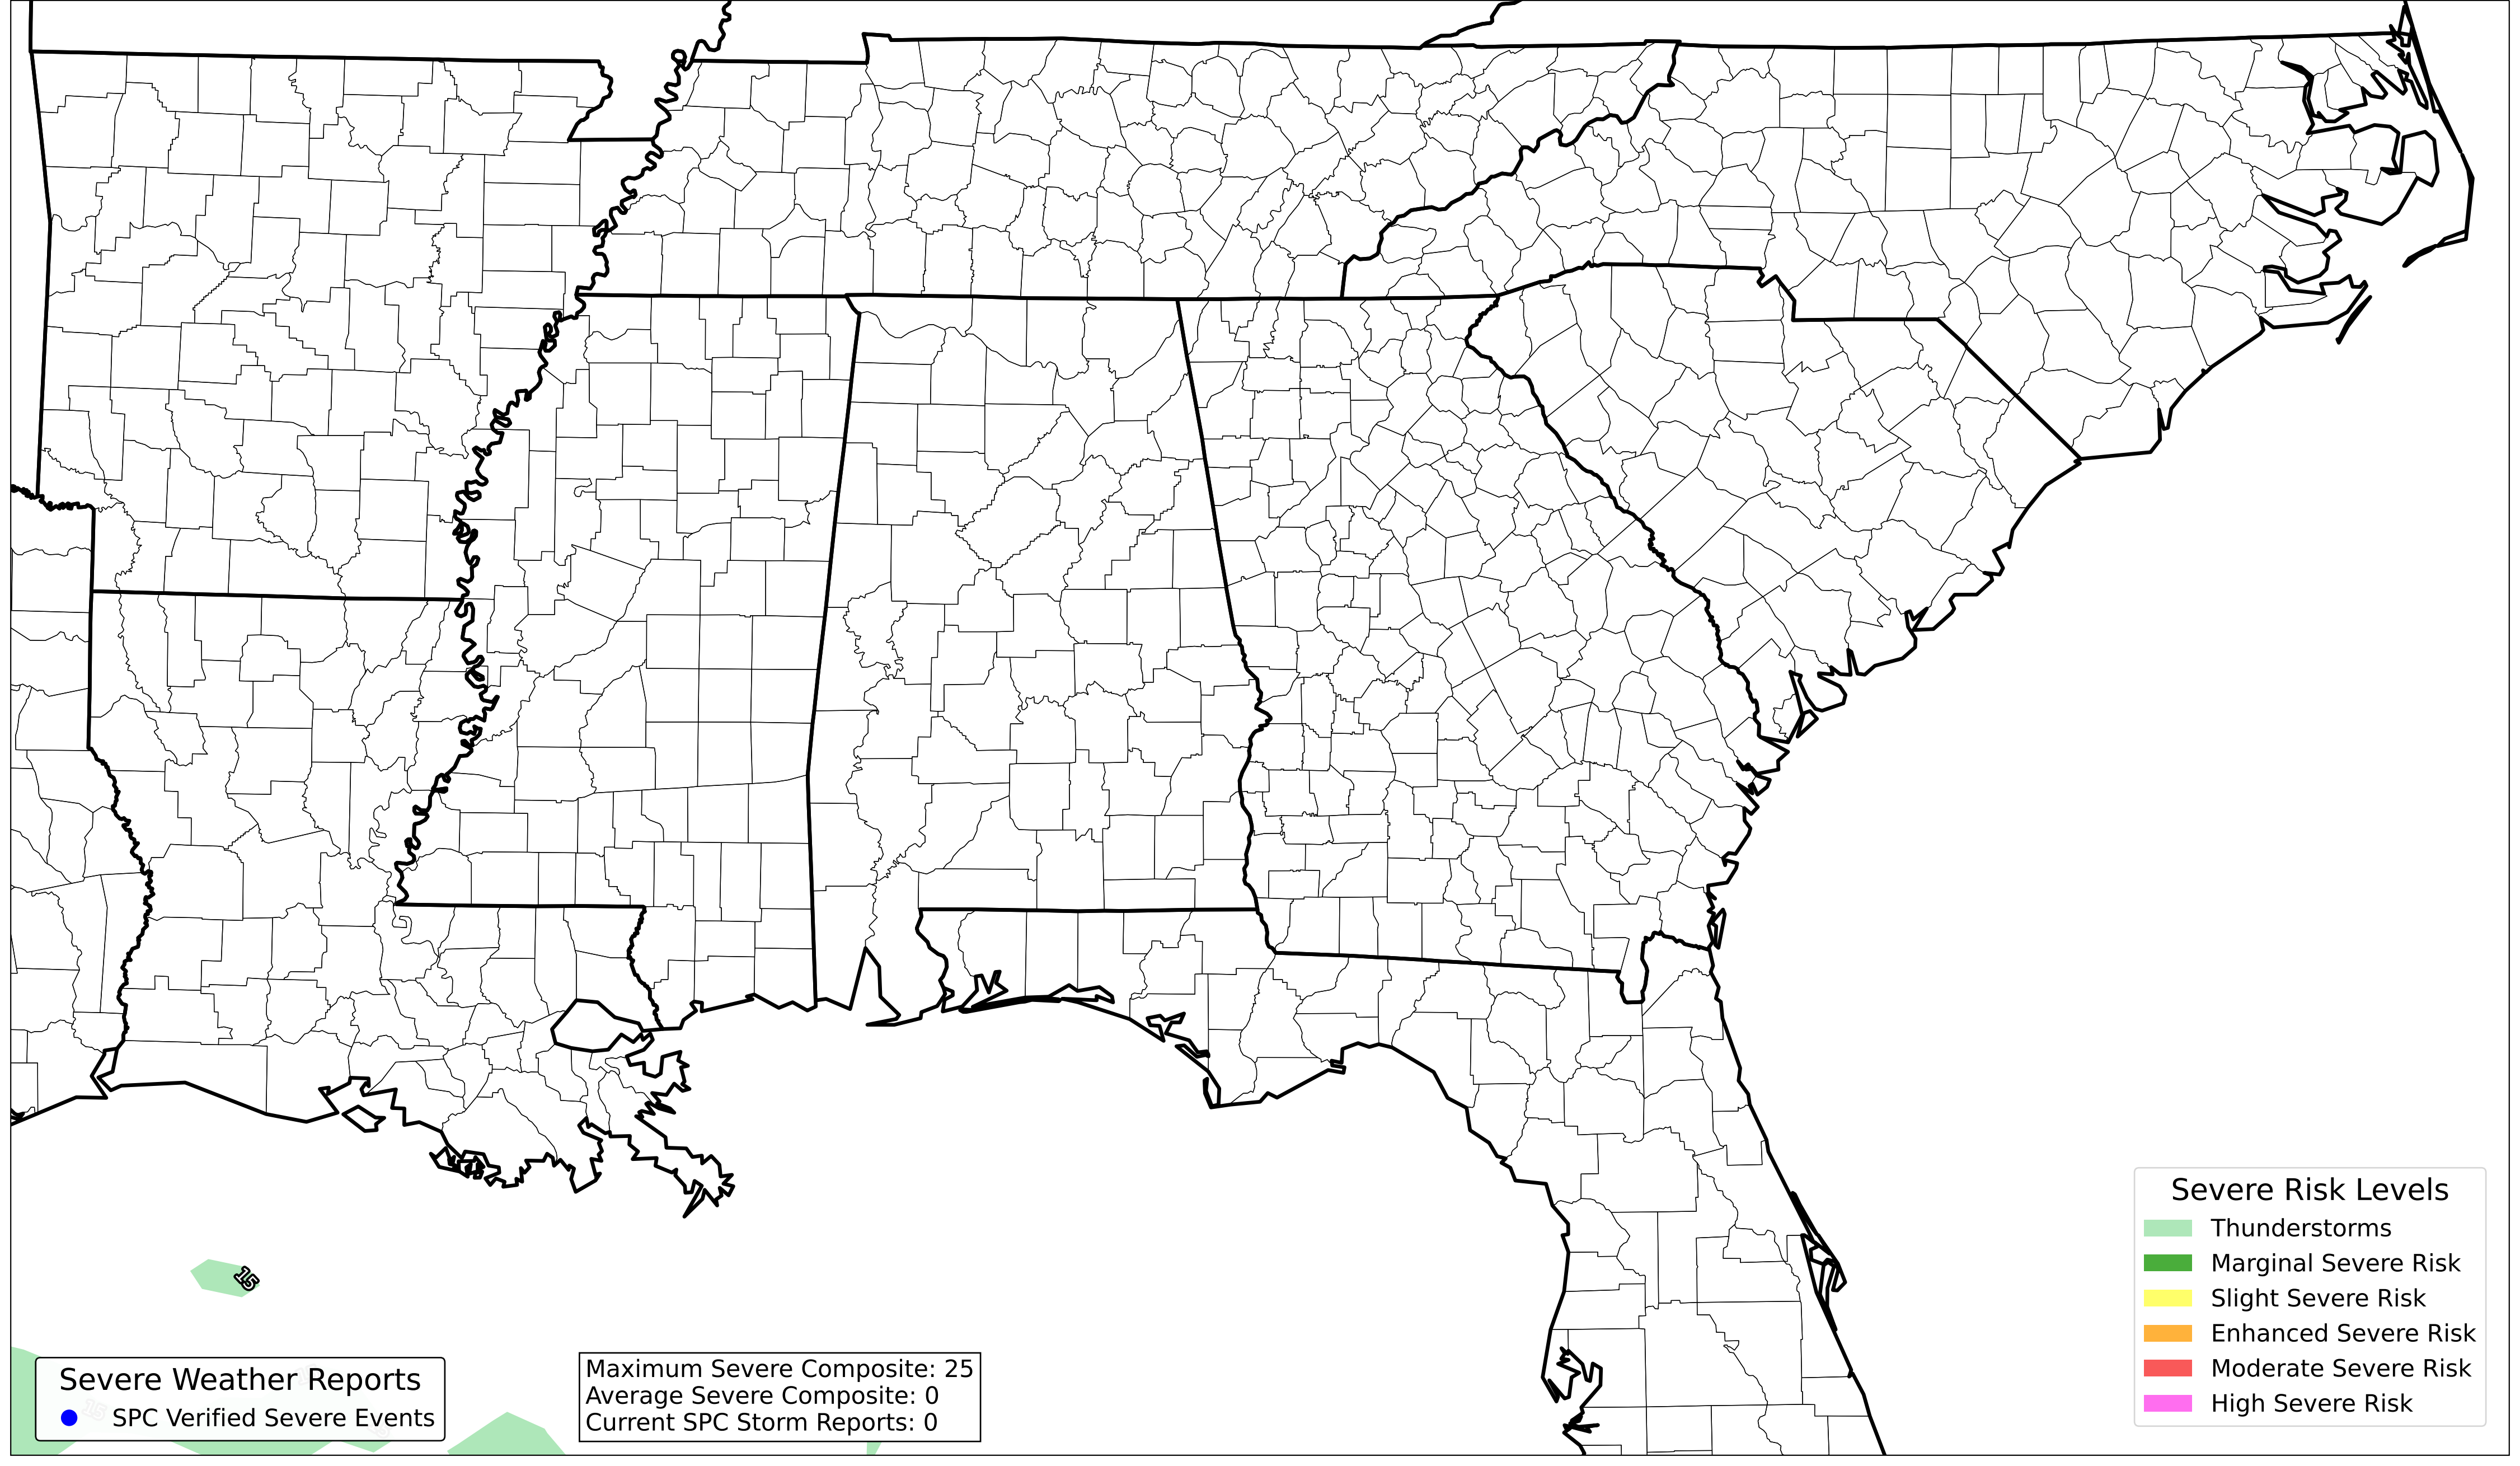 15
Severe Weather Reports
SPC Verified Severe Events
Maximum Severe Composite: 25
Average Severe Composite: 0
Current SPC Storm Reports: 0
Severe Risk Levels
Thunderstorms
Marginal Severe Risk
Slight Severe Risk
Enhanced Severe Risk
Moderate Severe Risk
High Severe Risk